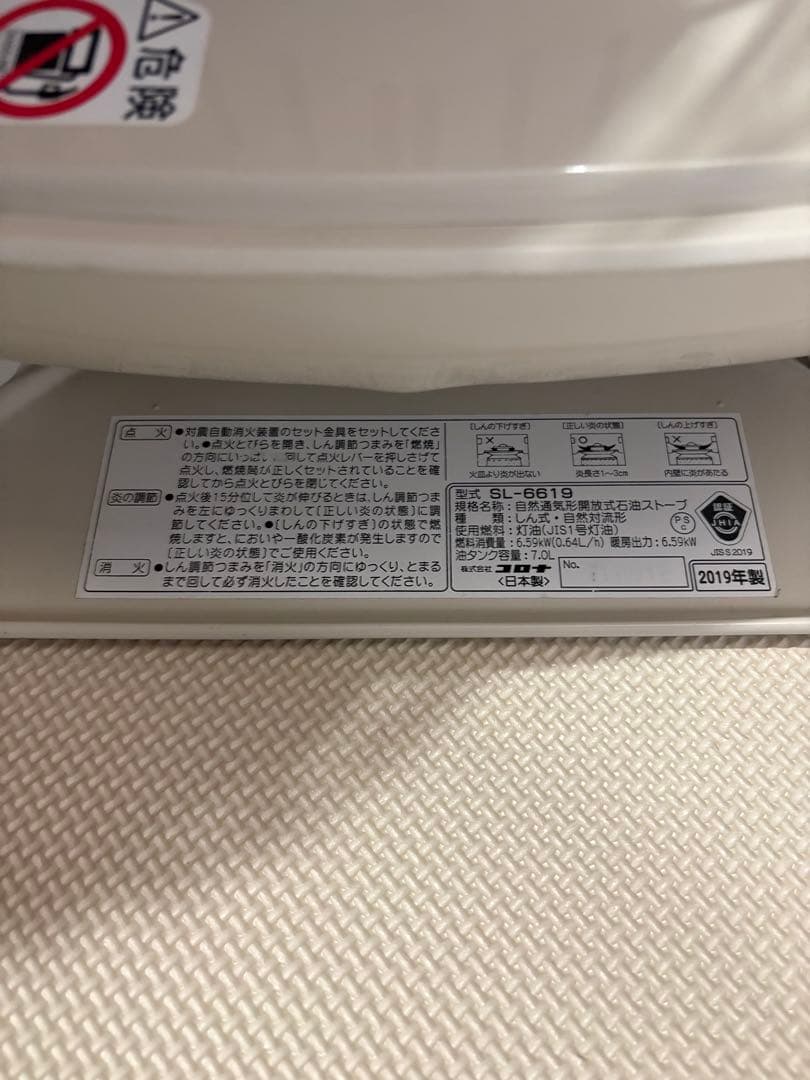 危険
点 火 ●対震自動消火装置のセット金具をセットしてくださ
い。●点火とびらを開き、しん調節つまみを「燃焼」
の方向にいっぱい 回して点火レバーを押しさげて
点火し、燃焼筒が正しくセットされていることを確
認してから点火とびらを閉じてください。
炎の調節 ●点火後15分位して炎が伸びるときは、しん調節つま
みを左にゆっくりまわして〔正しい炎の状態〕に調
節してください。●〔しんの下げすぎ〕の状態で燃
焼しますと、においや一酸化炭素が発生しますので
〔正しい炎の状態〕でご使用ください。
消 火 ●しん調節つまみを「消火」の方向にゆっくり、とまる
まで回して必ず消火したことを確認してください。
〔しんの下げすぎ〕 〔正しい炎の状態〕 〔しんの上げすぎ〕
火皿より炎が出ない 炎長さ1〜3cm 内壁に炎があたる
型式 SL-6619
規格名称：自然通気形開放式石油ストーブ
種 類：しん式・自然対流形
使用燃料：灯油(JIS1号灯油)
燃料消費量：6.59kW(0.64L/h) 暖房出力：6.59kW
油タンク容量：7.0L
PSC
認証
JHIA
JIS S 2019
株式会社 コロナ
〈日本製〉
No.
2019年製